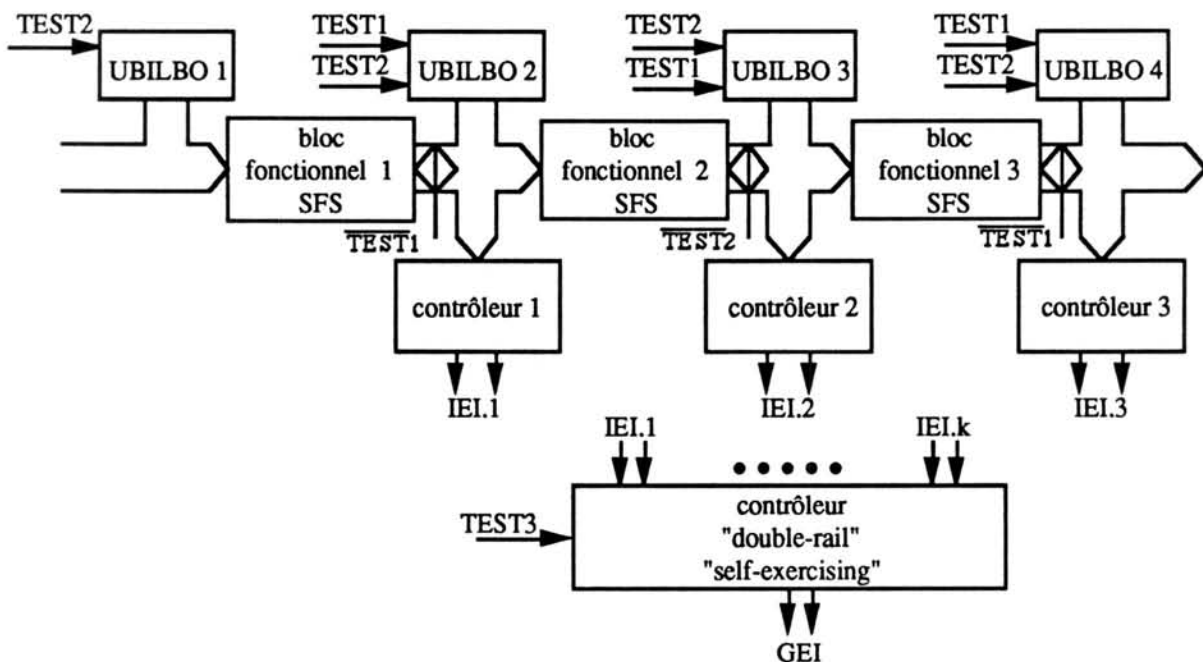 TEST2
UBILBO 1
TEST1
TEST2
UBILBO 2
TEST2
TEST1
UBILBO 3
TEST1
TEST2
UBILBO 4
bloc
fonctionnel 1
SFS
bloc
fonctionnel 2
SFS
bloc
fonctionnel 3
SFS
TEST1
TEST2
TEST1
contrôleur 1
contrôleur 2
contrôleur 3
IEI.1
IEI.2
IEI.3
IEI.1
IEI.k
TEST3
contrôleur
"double-rail"
"self-exercising"
GEI